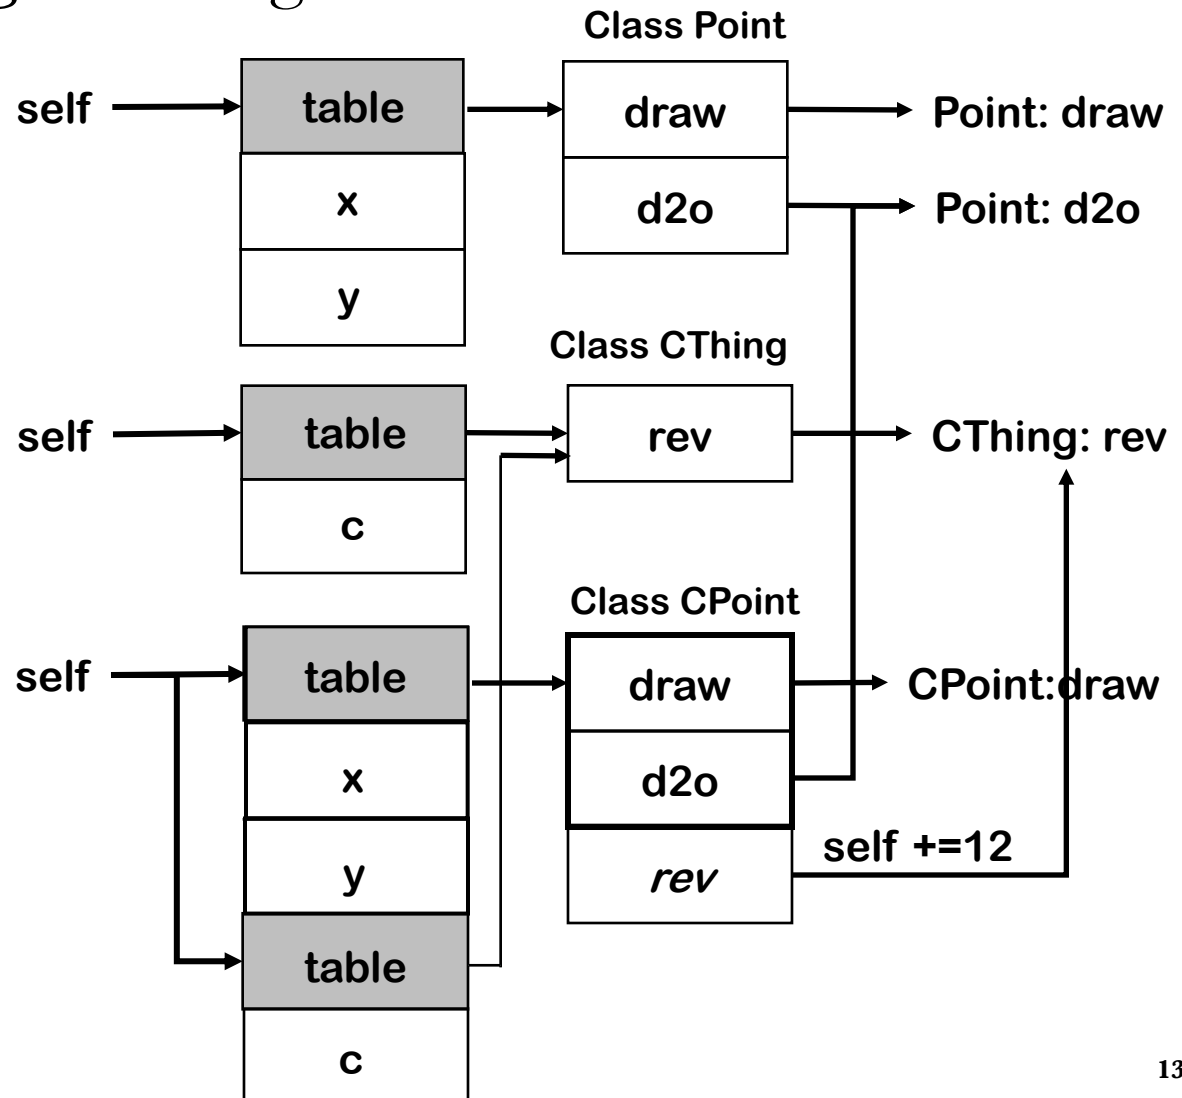 Class Point
self table draw Point: draw
x d2o Point: d2o
y
Class CThing
self table rev CThing: rev
c
Class CPoint
self table draw CPoint:draw
x d2o
y rev self +=12
table
c
13